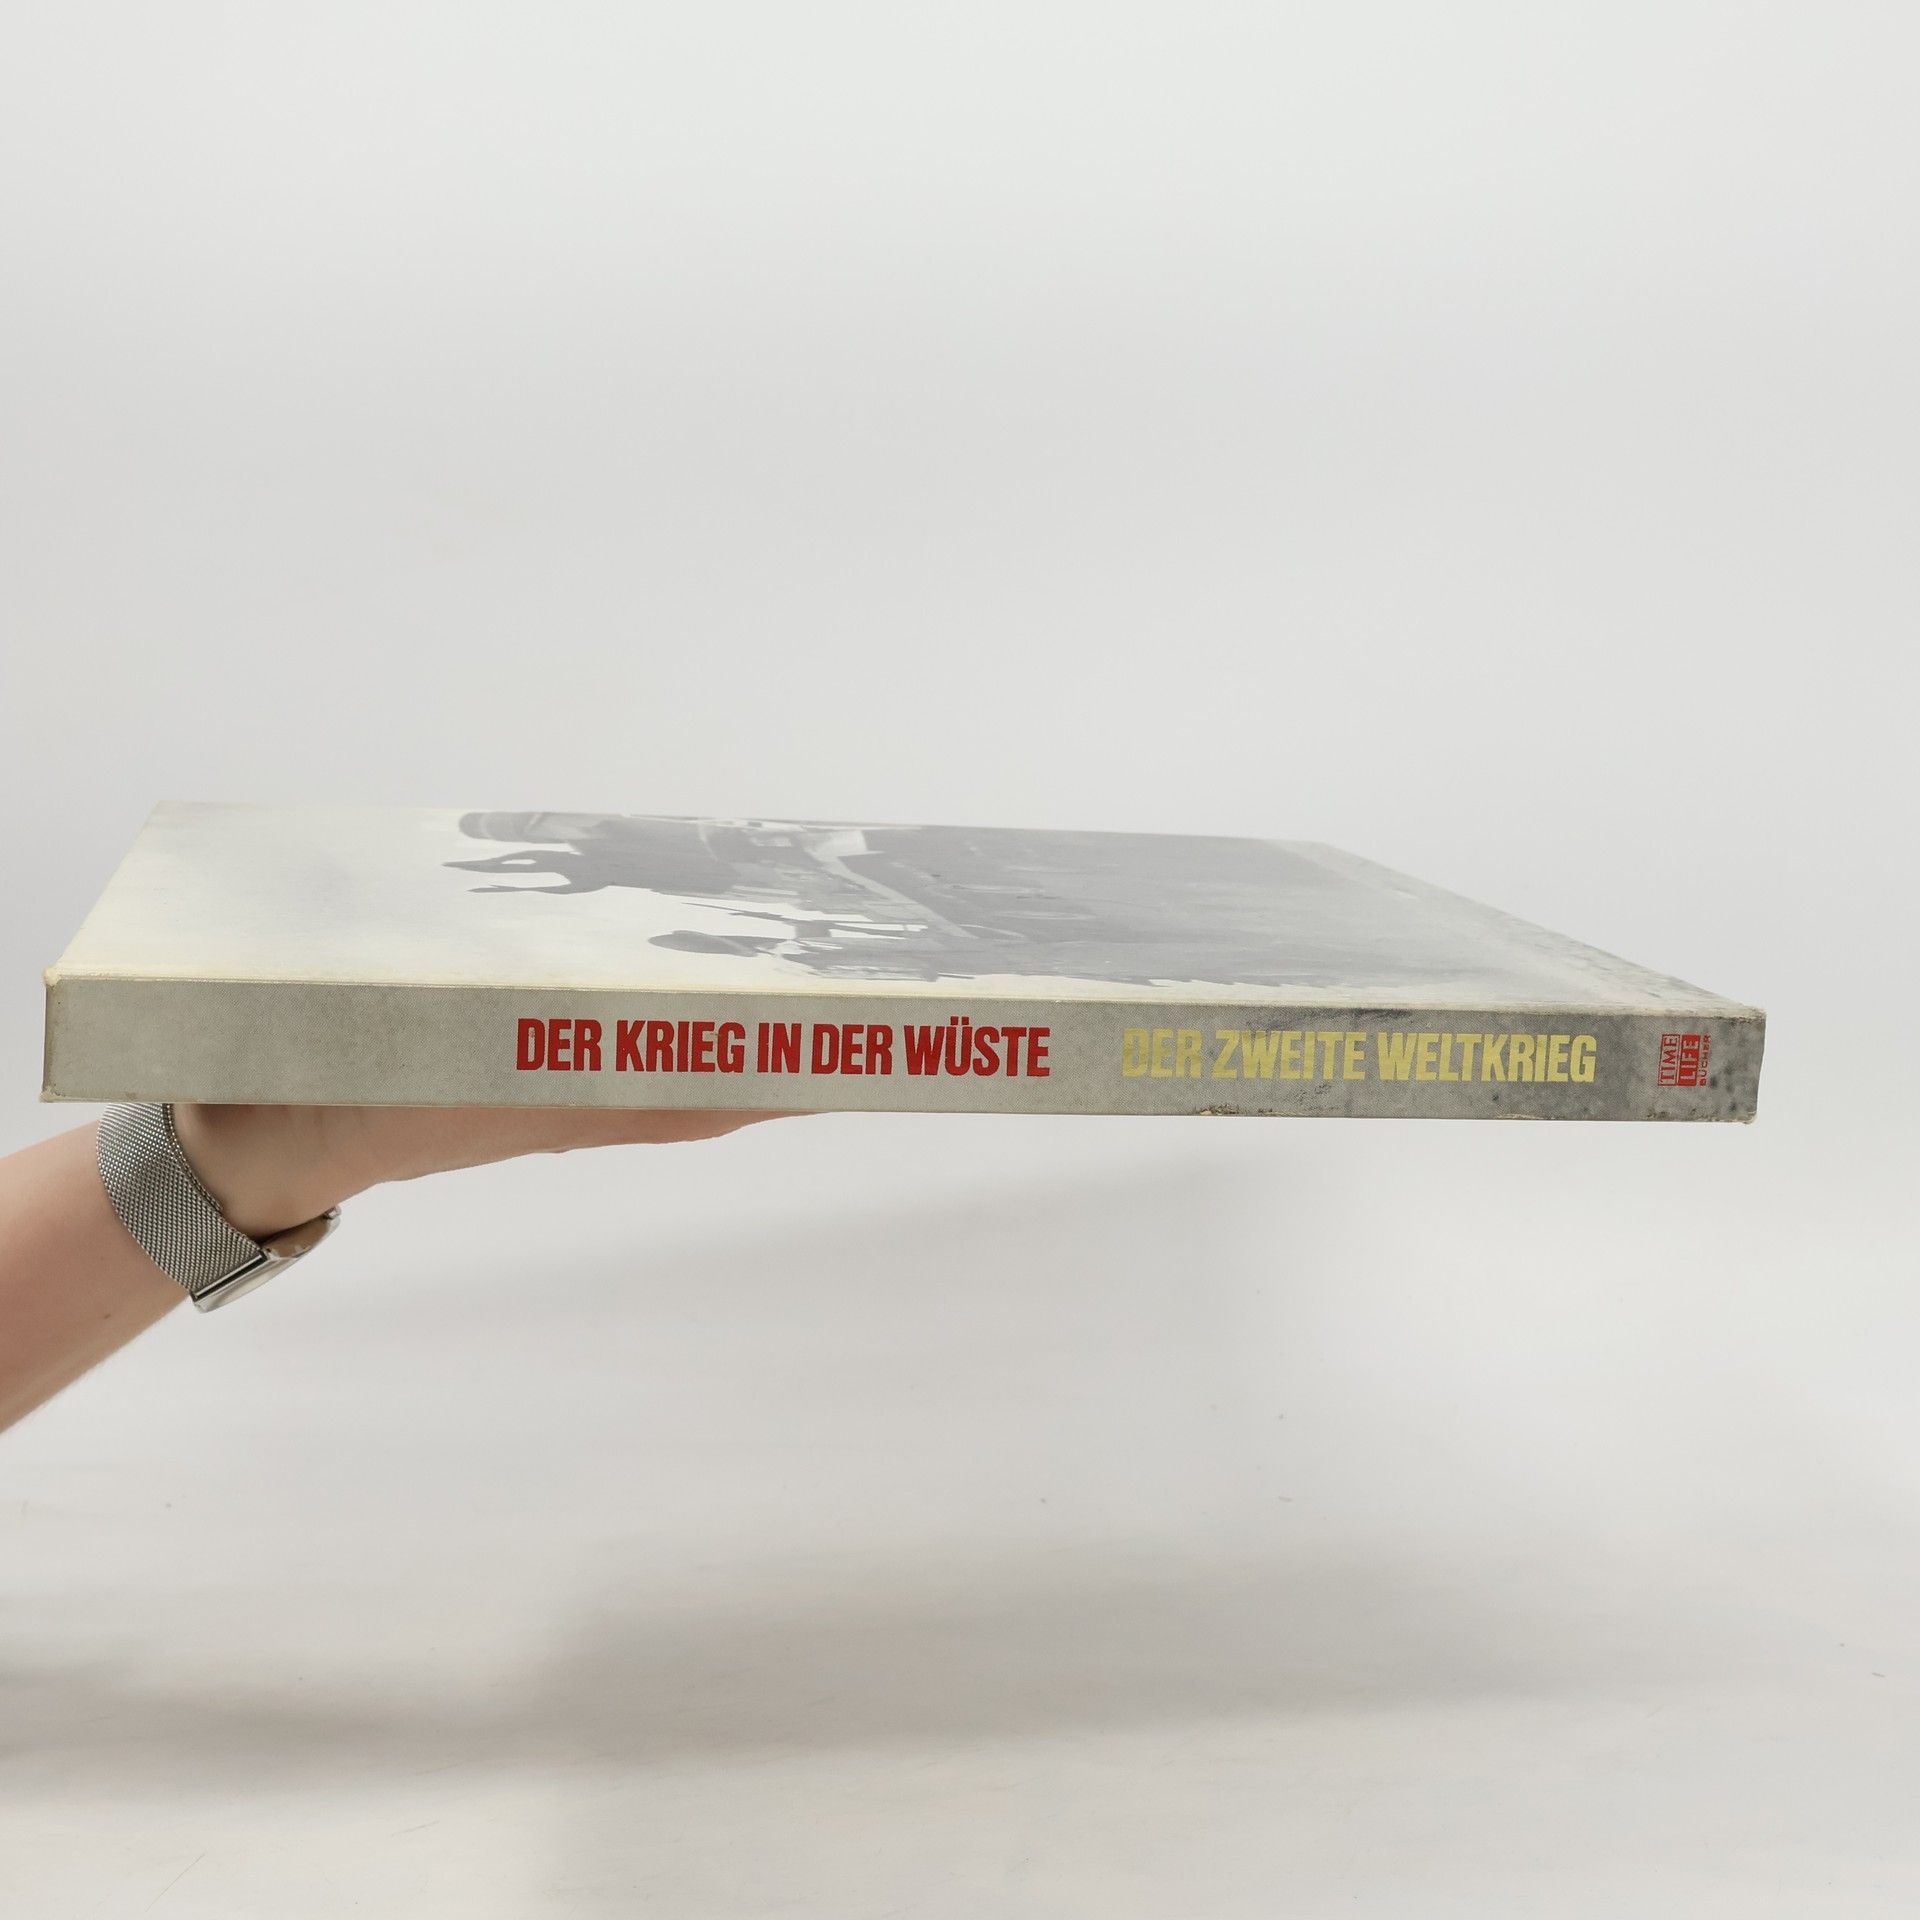 DER KRIEG IN DER WÜSTE
DER ZWEITE WELTKRIEG
TIME
LIFE
BÜCHER